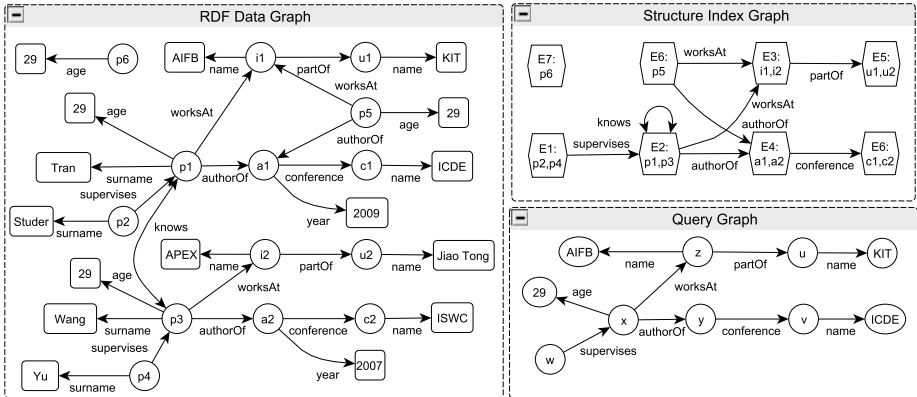 RDF Data Graph
29
age
p6
AIFB
name
i1
partOf
u1
name
KIT
29
age
worksAt
worksAt
p5
age
29
authorOf
Tran
surname
supervises
p1
authorOf
a1
conference
c1
name
ICDE
Studer
surname
p2
year
2009
knows
APEX
name
i2
partOf
u2
name
Jiao Tong
29
age
worksAt
Wang
surname
supervises
p3
authorOf
a2
conference
c2
name
ISWC
Yu
surname
p4
year
2007
Structure Index Graph
E7:
p6
E6:
p5
worksAt
E3:
i1,i2
partOf
E5:
u1,u2
knows
worksAt
authorOf
E1:
p2,p4
supervises
E2:
p1,p3
authorOf
E4:
a1,a2
conference
E6:
c1,c2
Query Graph
AIFB
name
z
partOf
u
name
KIT
29
age
worksAt
x
authorOf
y
conference
v
name
ICDE
w
supervises